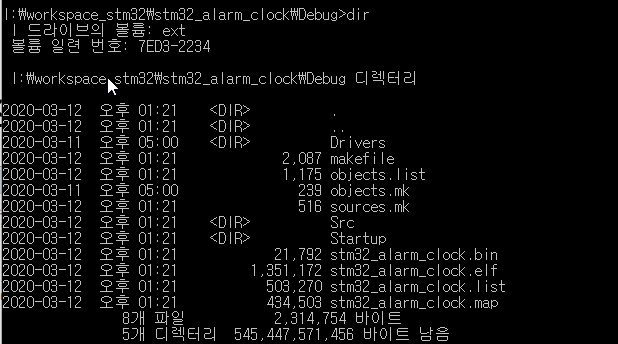 I:₩workspace_stm32₩stm32_alarm_clock₩Debug>dir
I 드라이브의 볼륨: ext
볼륨 일련 번호: 7ED3-2234
I:₩workspace_stm32₩stm32_alarm_clock₩Debug 디렉터리
2020-03-12 오후 01:21 <DIR> .
2020-03-12 오후 01:21 <DIR> ..
2020-03-11 오후 05:00 <DIR> Drivers
2020-03-12 오후 01:21 2,087 makefile
2020-03-12 오후 01:21 1,175 objects.list
2020-03-11 오후 05:00 239 objects.mk
2020-03-12 오후 01:21 516 sources.mk
2020-03-12 오후 01:21 <DIR> Src
2020-03-12 오후 01:21 <DIR> Startup
2020-03-12 오후 01:21 21,792 stm32_alarm_clock.bin
2020-03-12 오후 01:21 1,351,172 stm32_alarm_clock.elf
2020-03-12 오후 01:21 503,270 stm32_alarm_clock.list
2020-03-12 오후 01:21 434,503 stm32_alarm_clock.map
8개 파일 2,314,754 바이트
5개 디렉터리 545,447,571,456 바이트 남음